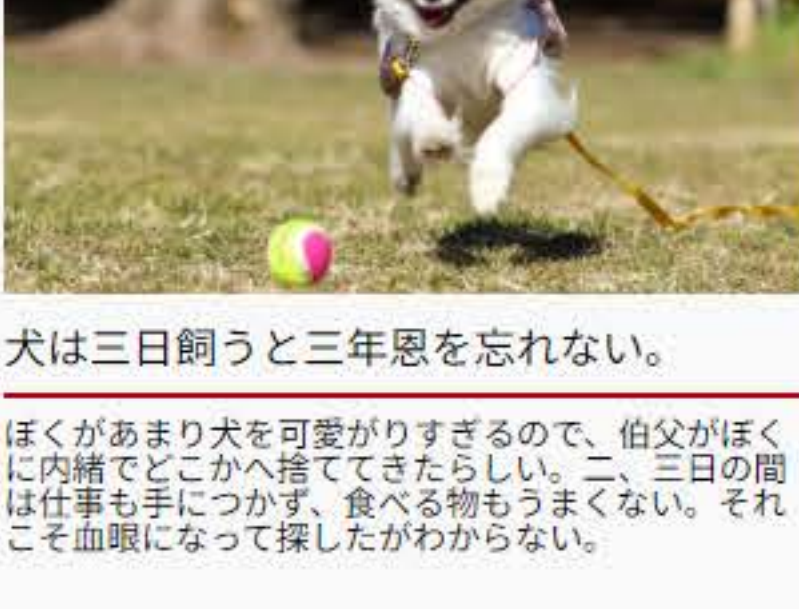 犬は三日飼うと三年恩を忘れない。
ぼくがあまり犬を可愛がりすぎるので、伯父がぼく
に内緒でどこかへ捨ててきたらしい。二、三日の間
は仕事も手につかず、食べる物もうまくない。それ
こそ血眼になって探したがわからない。